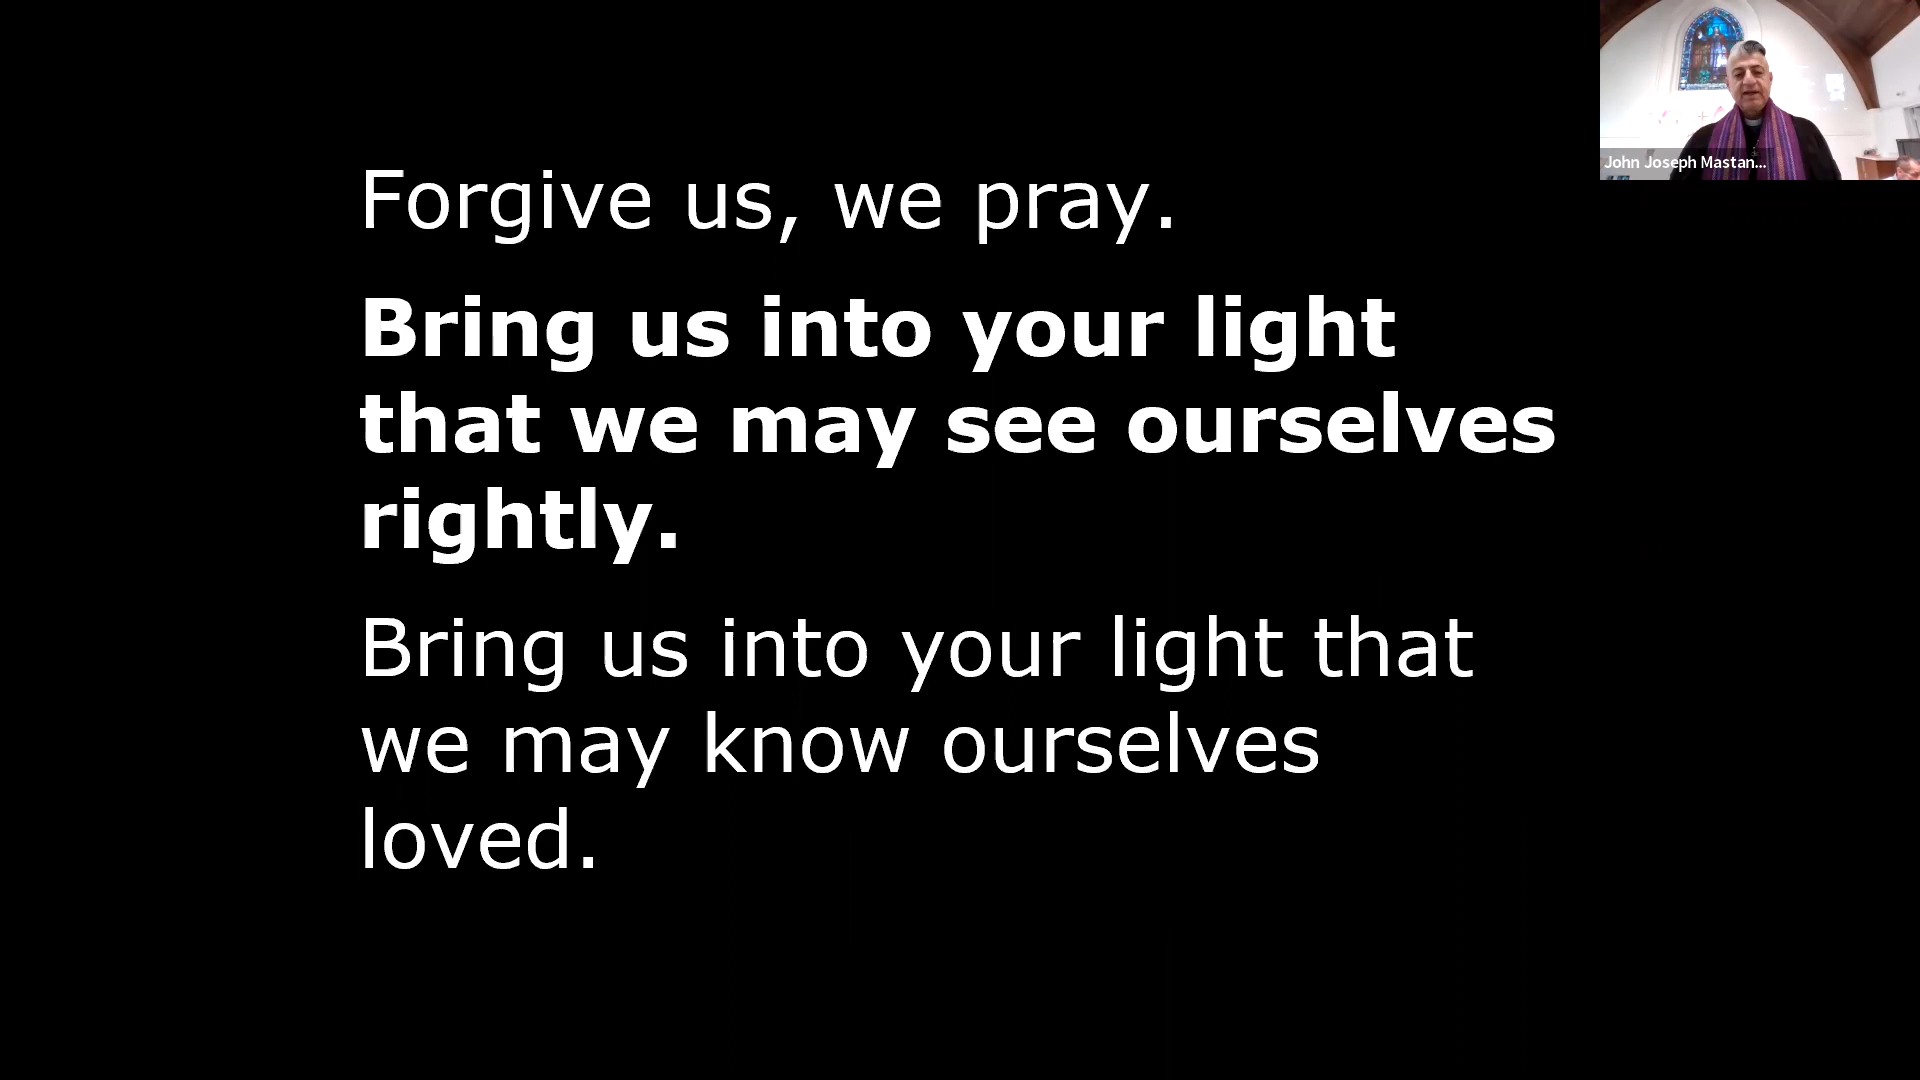 Forgive us, we pray.
Bring us into your light
that we may see ourselves
rightly.
Bring us into your light that
we may know ourselves
loved.
John Joseph Mastan...